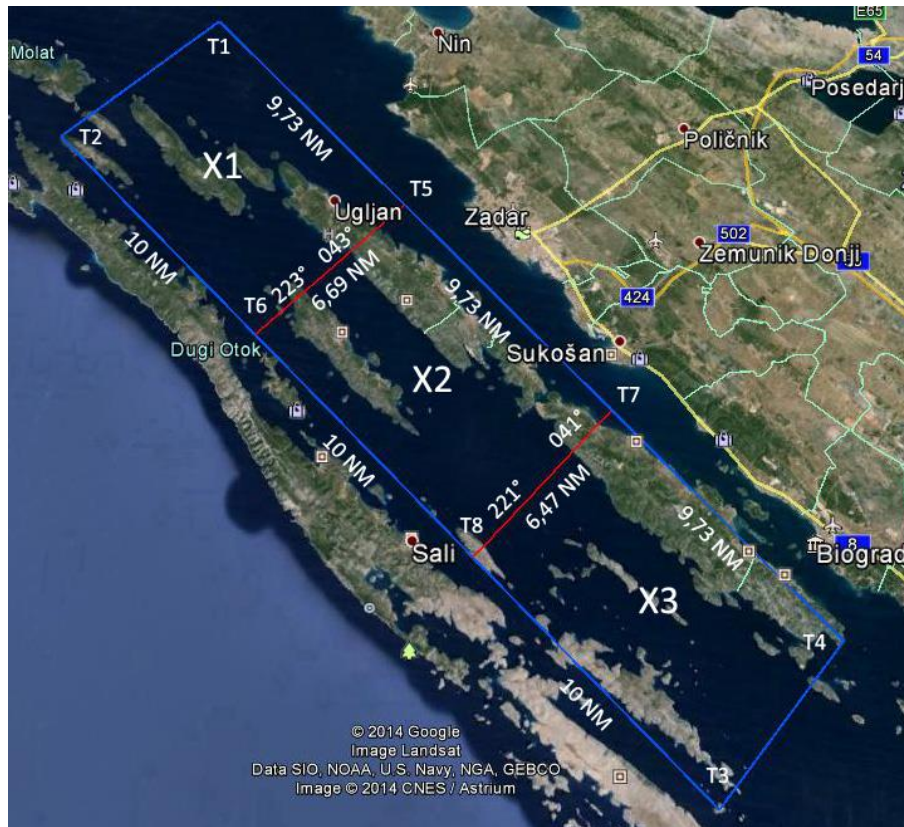 Molat
T1
Nin
E65
54
Posedarj
T2
9,73 NM
X1
Poličnik
Ugljan
T5
Zadar
502
Zemunik Donji
10 NM
223°
043°
6,69 NM
T6
424
9,73 NM
Dugi Otok
Sukošan
X2
T7
041°
10 NM
221°
6,47 NM
T8
9,73 NM
Sali
8
Biograd
X3
T4
10 NM
T3
© 2014 Google
Image Landsat
Data SIO, NOAA, U.S. Navy, NGA, GEBCO
Image © 2014 CNES / Astrium